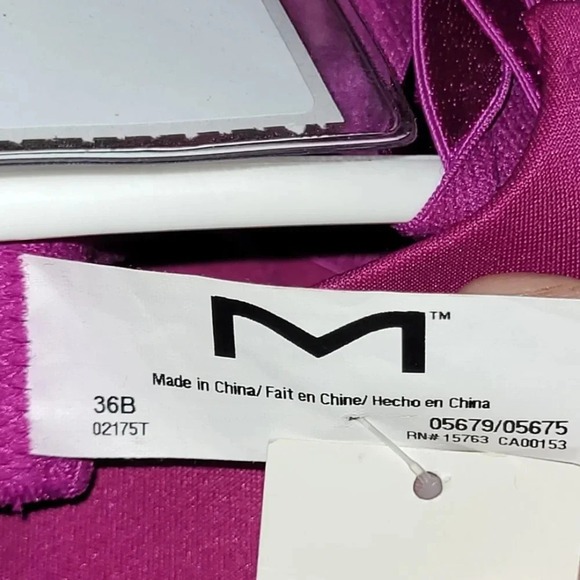 M™
Made in China/ Fait en Chine/ Hecho en China
36B
02175T
05679/05675
RN# 15763 CA00153